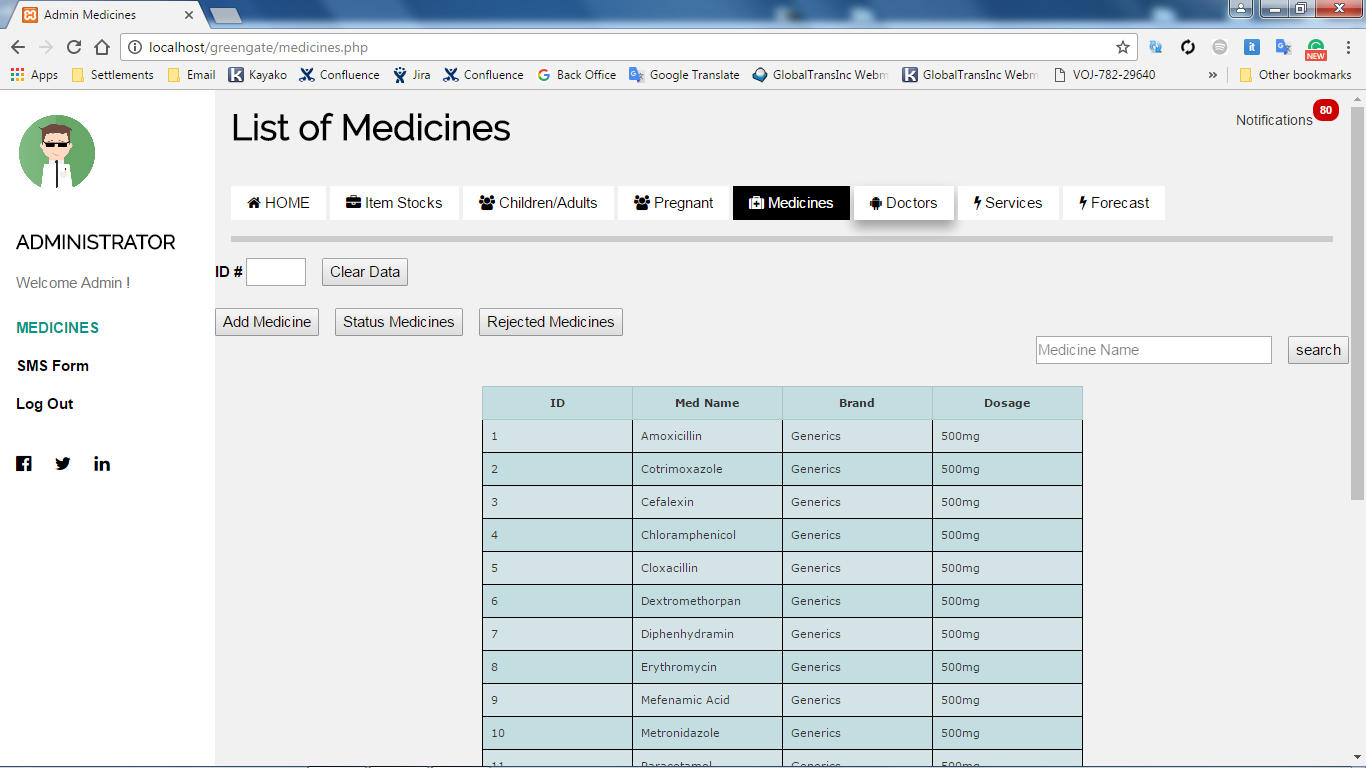 Admin Medicines
localhost/greengate/medicines.php
NEW
Apps Settlements Email Kayako Confluence Jira Confluence Back Office Google Translate GlobalTransInc Webm GlobalTransInc Webm VOJ-782-29640 » Other bookmarks
List of Medicines
Notifications 80
HOME Item Stocks Children/Adults Pregnant Medicines Doctors Services Forecast
ADMINISTRATOR
Welcome Admin !
MEDICINES
SMS Form
Log Out
ID # Clear Data
Add Medicine Status Medicines Rejected Medicines
Medicine Name search
ID Med Name Brand Dosage
1 Amoxicillin Generics 500mg
2 Cotrimoxazole Generics 500mg
3 Cefalexin Generics 500mg
4 Chloramphenicol Generics 500mg
5 Cloxacillin Generics 500mg
6 Dextromethorpan Generics 500mg
7 Diphenhydramin Generics 500mg
8 Erythromycin Generics 500mg
9 Mefenamic Acid Generics 500mg
10 Metronidazole Generics 500mg
11 Paracetamol Generics 500mg